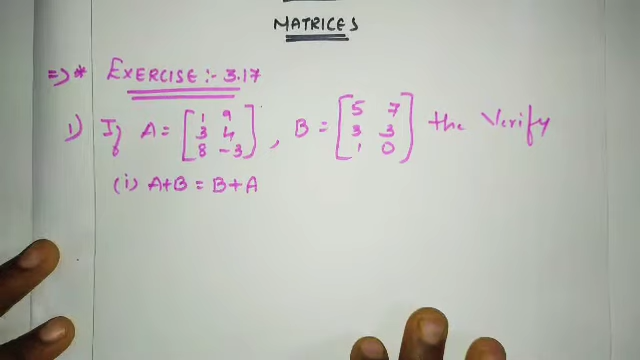 MATRICES
=> * EXERCISE :- 3.17
1) If A = [1 9 3 4 8 -3], B = [5 7 3 3 1 0] the Verify
(i) A+B = B+A